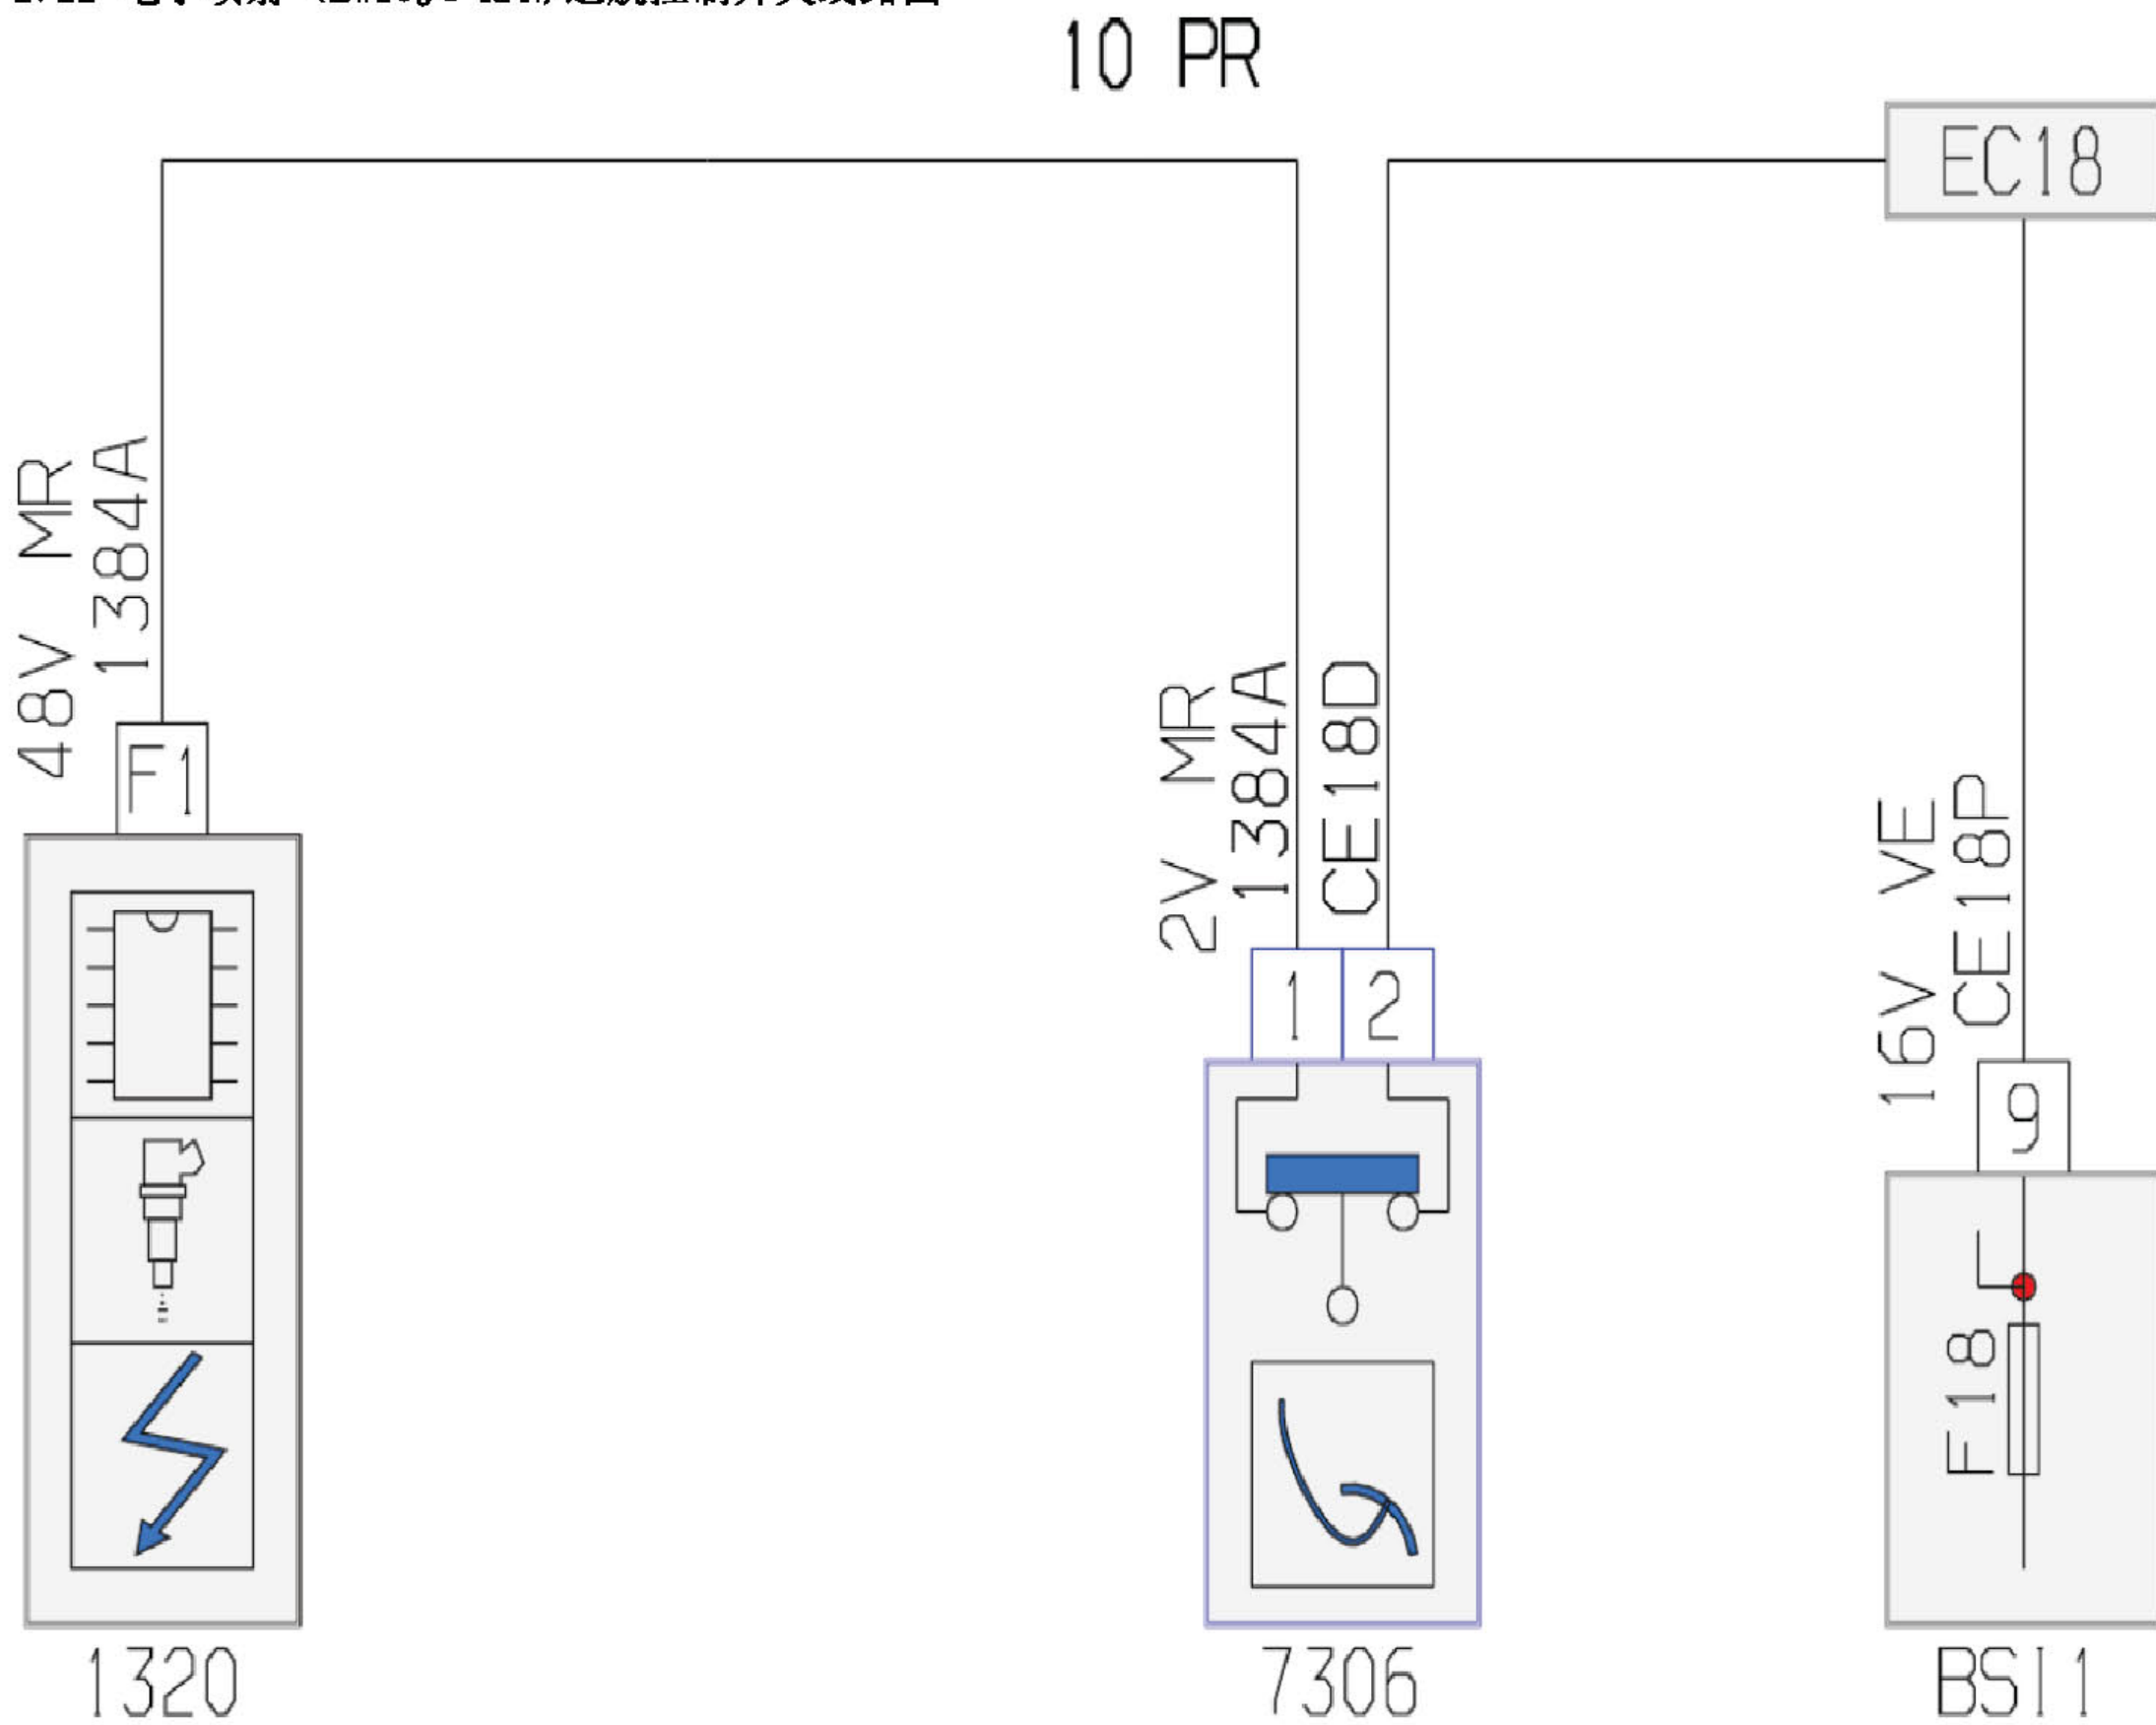 10 PR
EC18
48V MR
1384A
F1
2V MR
1384A
CE18D
1
2
16V VE
CE18P
9
F18
1320
7306
BSI1